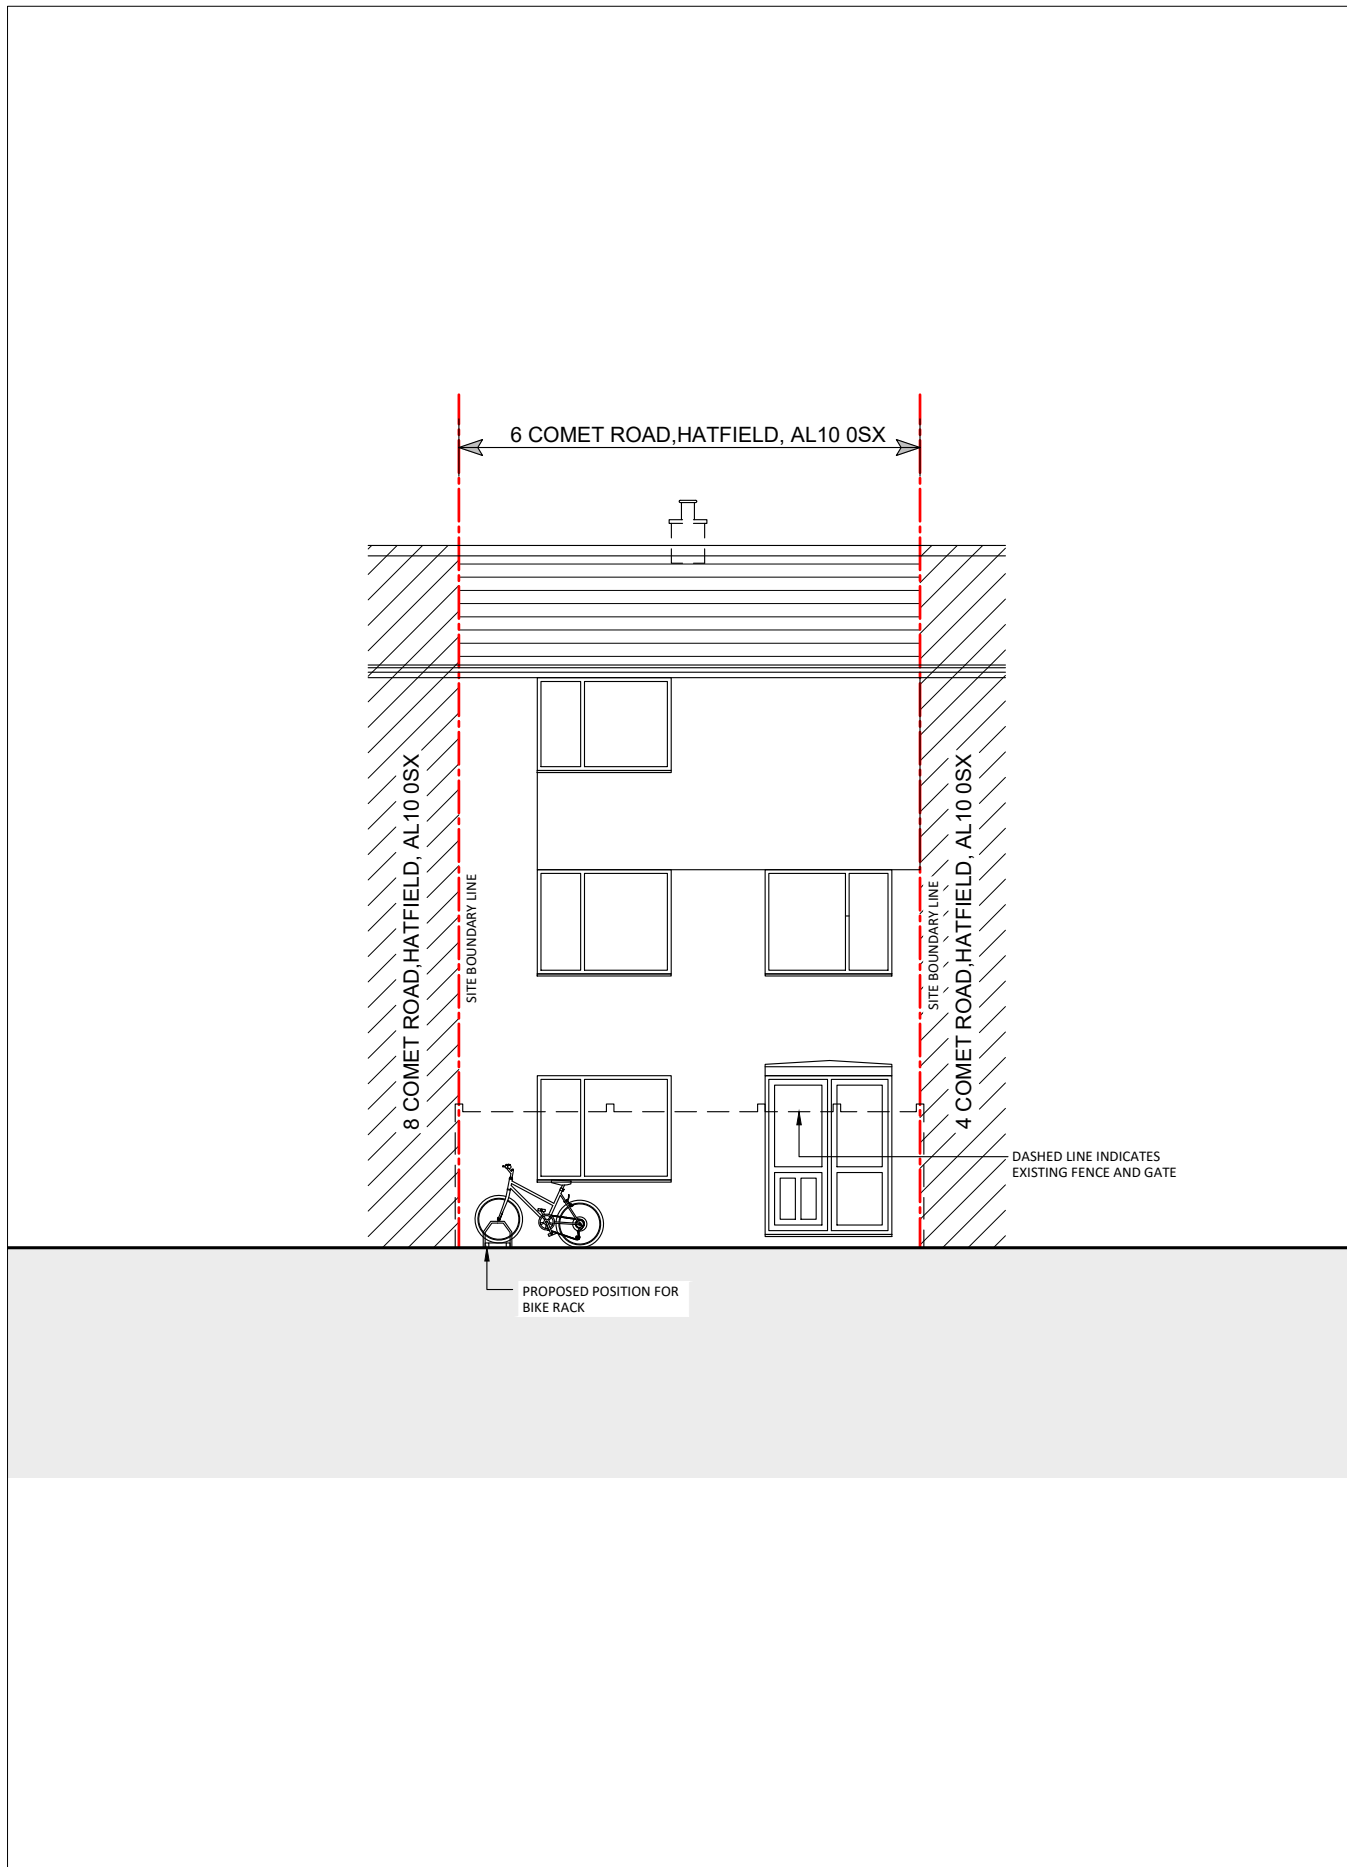 6 COMET ROAD,HATFIELD, AL10 0SX
8 COMET ROAD,HATFIELD, AL10 0SX
SITE BOUNDARY LINE
SITE BOUNDARY LINE
4 COMET ROAD,HATFIELD, AL10 0SX
DASHED LINE INDICATES
EXISTING FENCE AND GATE
PROPOSED POSITION FOR
BIKE RACK